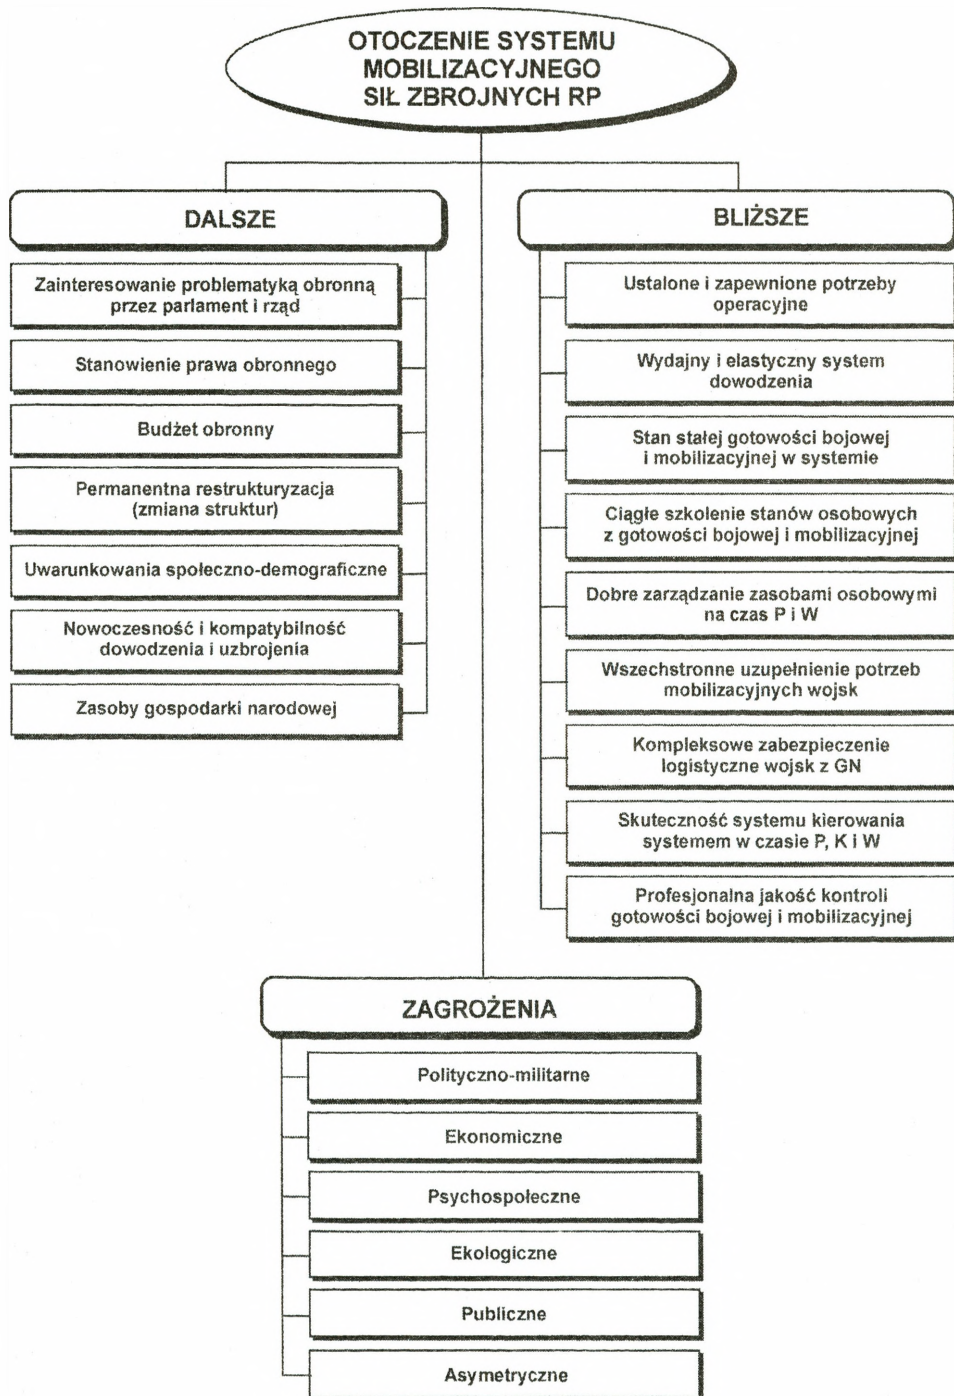 OTOCZENIE SYSTEMU
MOBILIZACYJNEGO
SIŁ ZBROJNYCH RP
DALSZE
Zainteresowanie problematyką obronną
przez parlament i rząd
Stanowienie prawa obronnego
Budżet obronny
Permanentna restrukturyzacja
(zmiana struktur)
Uwarunkowania społeczno-demograficzne
Nowoczesność i kompatybilność
dowodzenia i uzbrojenia
Zasoby gospodarki narodowej
BLIŻSZE
Ustalone i zapewnione potrzeby
operacyjne
Wydajny i elastyczny system
dowodzenia
Stan stałej gotowości bojowej
i mobilizacyjnej w systemie
Ciągłe szkolenie stanów osobowych
z gotowości bojowej i mobilizacyjnej
Dobre zarządzanie zasobami osobowymi
na czas P i W
Wszechstronne uzupełnienie potrzeb
mobilizacyjnych wojsk
Kompleksowe zabezpieczenie
logistyczne wojsk z GN
Skuteczność systemu kierowania
systemem w czasie P, K i W
Profesjonalna jakość kontroli
gotowości bojowej i mobilizacyjnej
ZAGROŻENIA
Polityczno-militarne
Ekonomiczne
Psychospołeczne
Ekologiczne
Publiczne
Asymetryczne